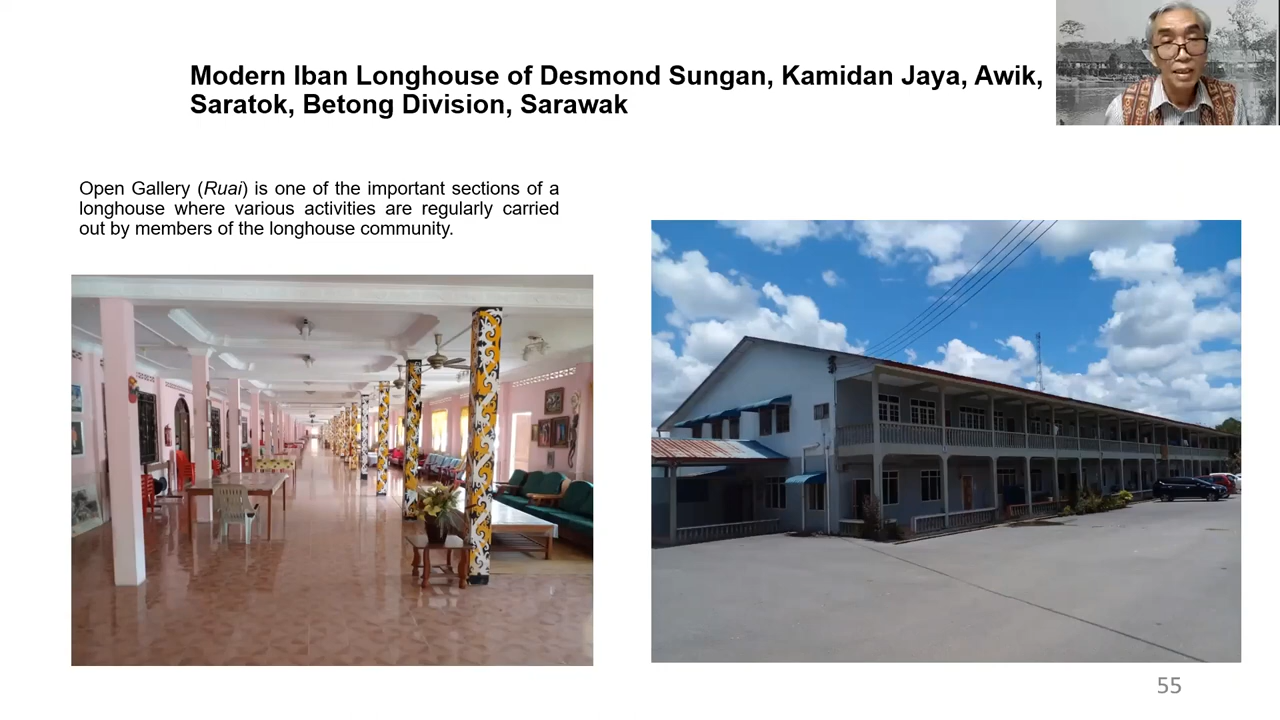 Modern Iban Longhouse of Desmond Sungan, Kamidan Jaya, Awik,
Saratok, Betong Division, Sarawak
Open Gallery (Ruai) is one of the important sections of a
longhouse where various activities are regularly carried
out by members of the longhouse community.
55